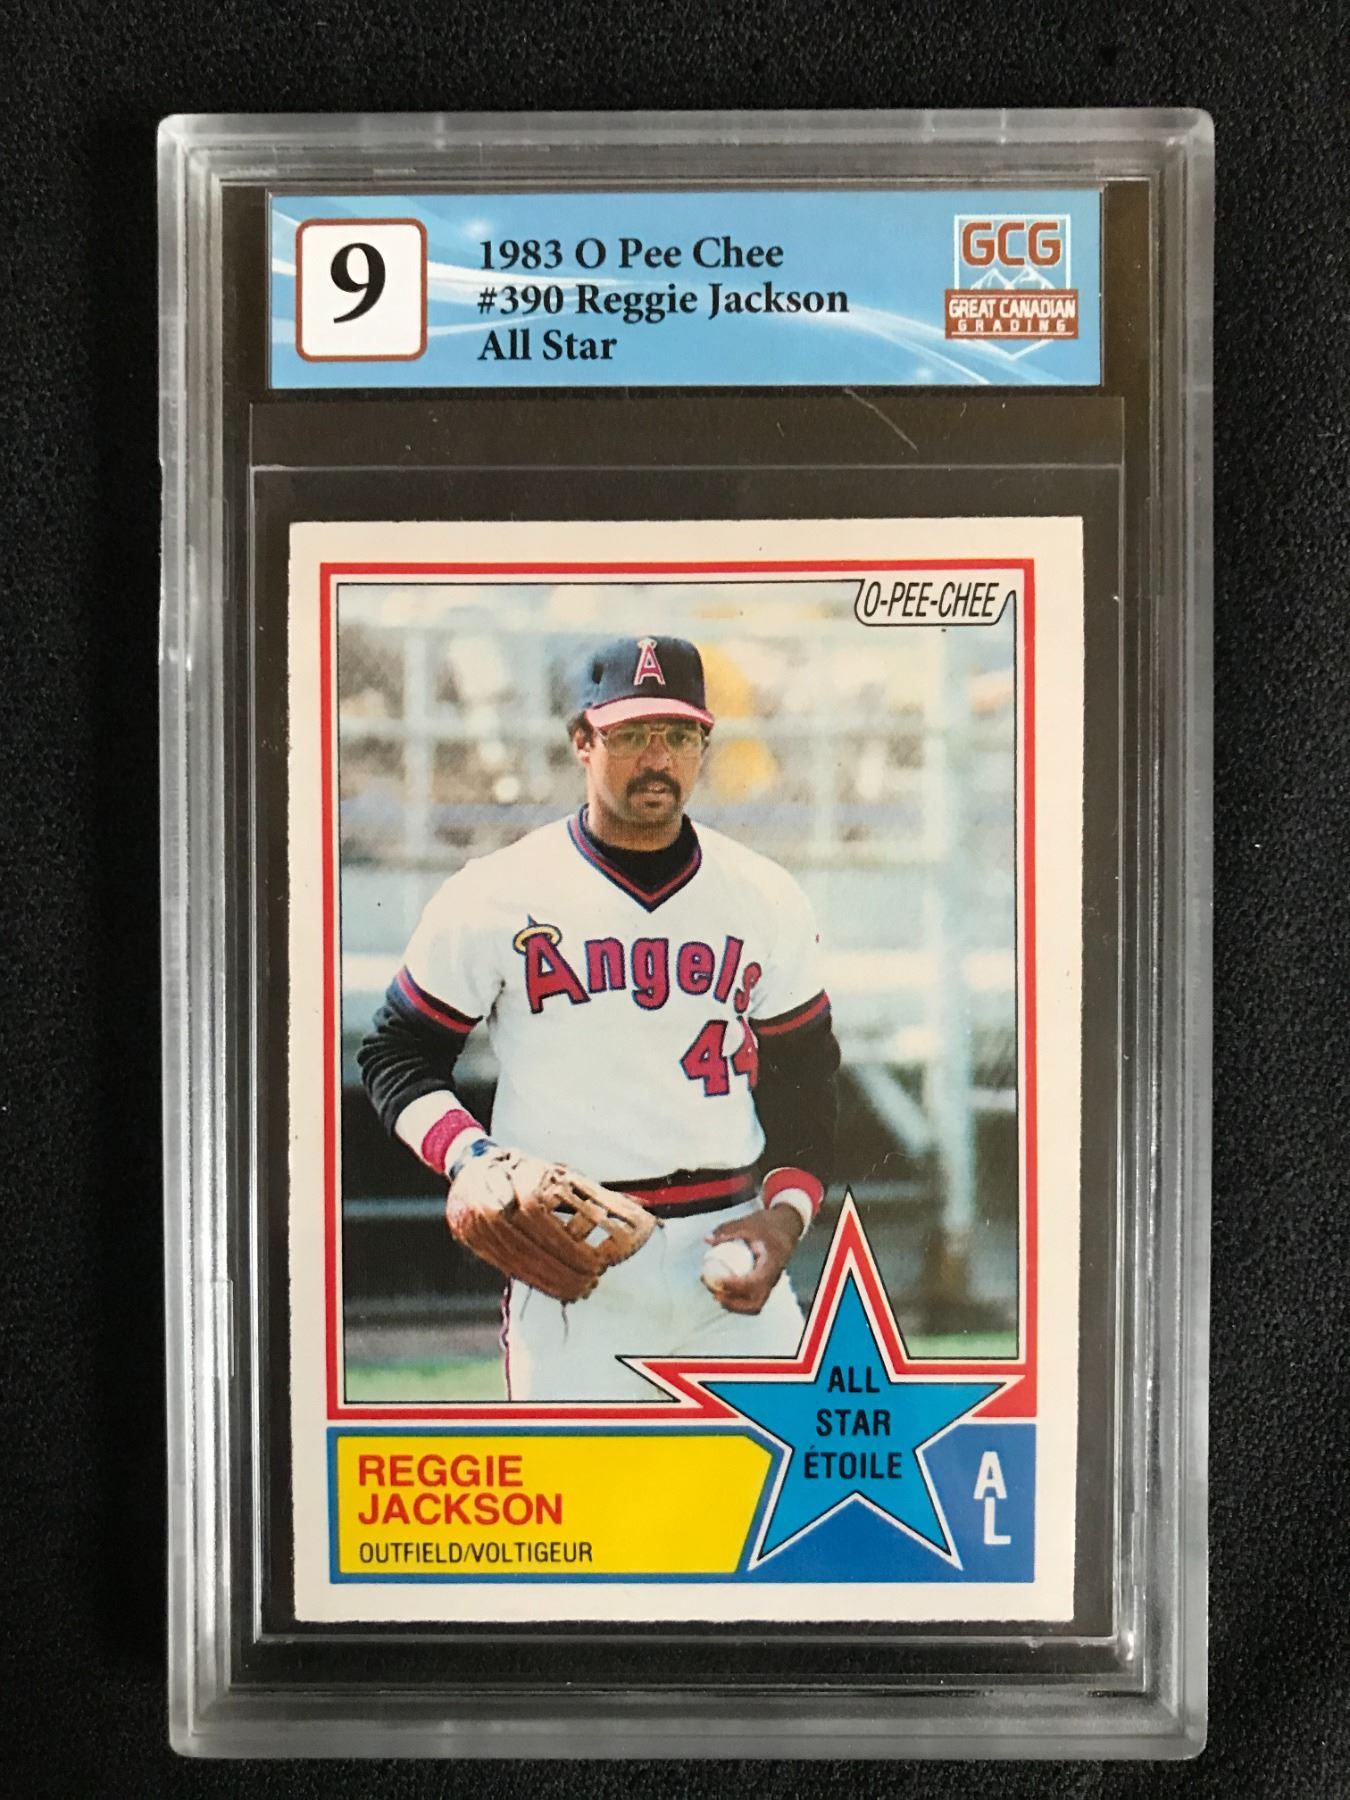 9
1983 O Pee Chee
#390 Reggie Jackson
All Star
GCG
GREAT CANADIAN
GRADING
O-PEE-CHEE
A
Angels
44
ALL
STAR
ÉTOILE
REGGIE
JACKSON
OUTFIELD/VOLTIGEUR
A
L